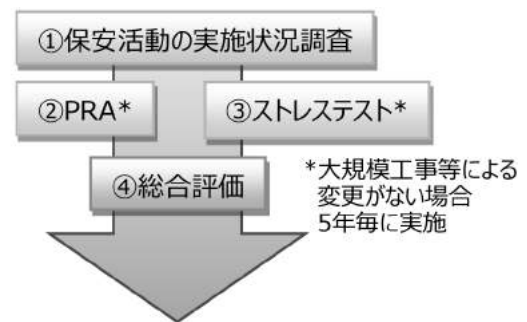 ①保安活動の実施状況調査
②PRA*
③ストレステスト*
④総合評価
*大規模工事等による
変更がない場合
5年毎に実施